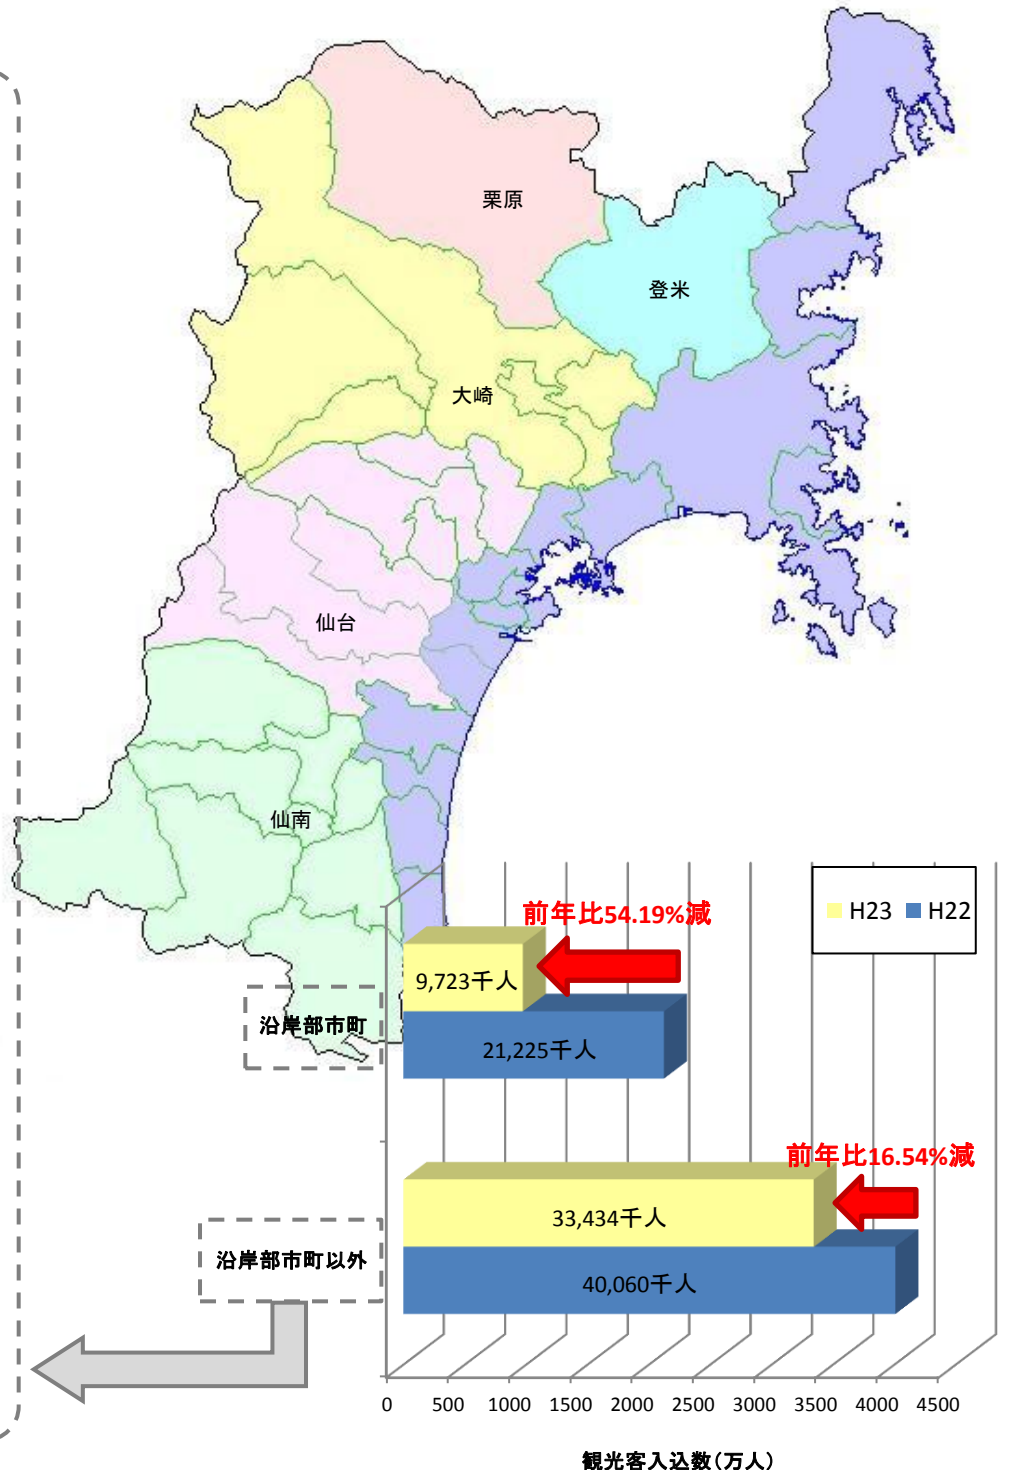 栗原
登米
大崎
仙台
仙南
H23 H22
前年比54.19%減
9,723千人
沿岸部市町
21,225千人
前年比16.54%減
33,434千人
沿岸部市町以外
40,060千人
0 500 1000 1500 2000 2500 3000 3500 4000 4500
観光客入込数(万人)